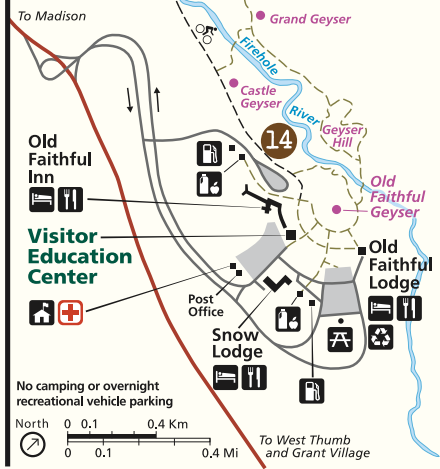 To Madison
Grand Geyser
Firehole
River
Castle
Geyser
Geyser
Hill
14
Old
Faithful
Inn
Old
Faithful
Geyser
Visitor
Education
Center
Old
Faithful
Lodge
Post
Office
Snow
Lodge
No camping or overnight
recreational vehicle parking
North
0 0.1 0.4 Km
0 0.1 0.4 Mi
To West Thumb
and Grant Village